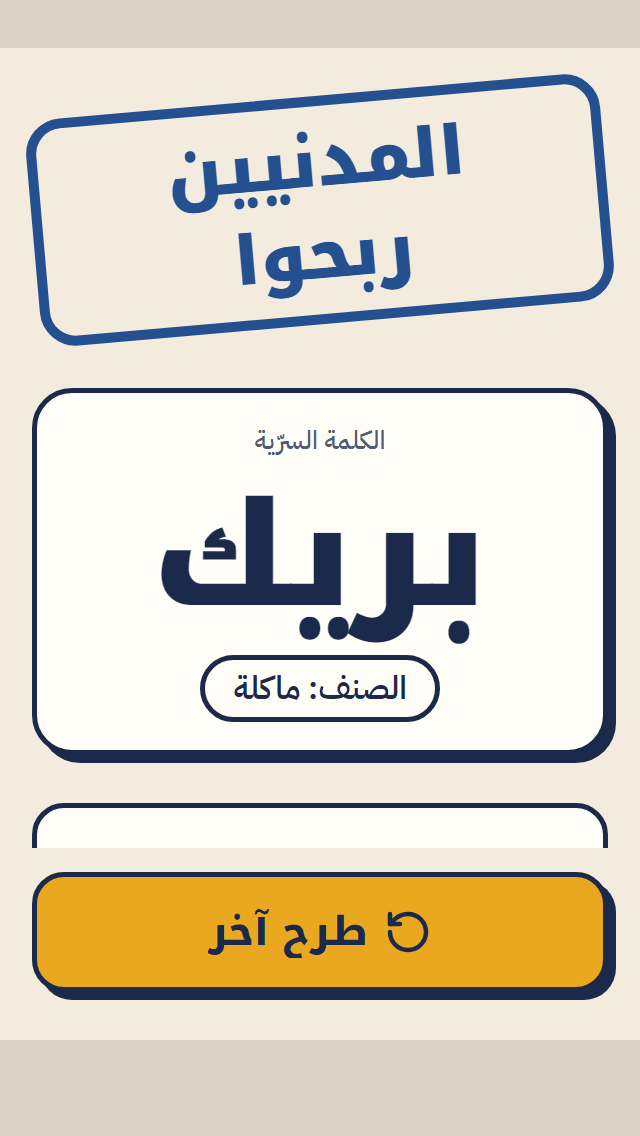 المدنيين
ربحوا
الكلمة السرّية
بريك
الصنف: ماكلة
طرح آخر